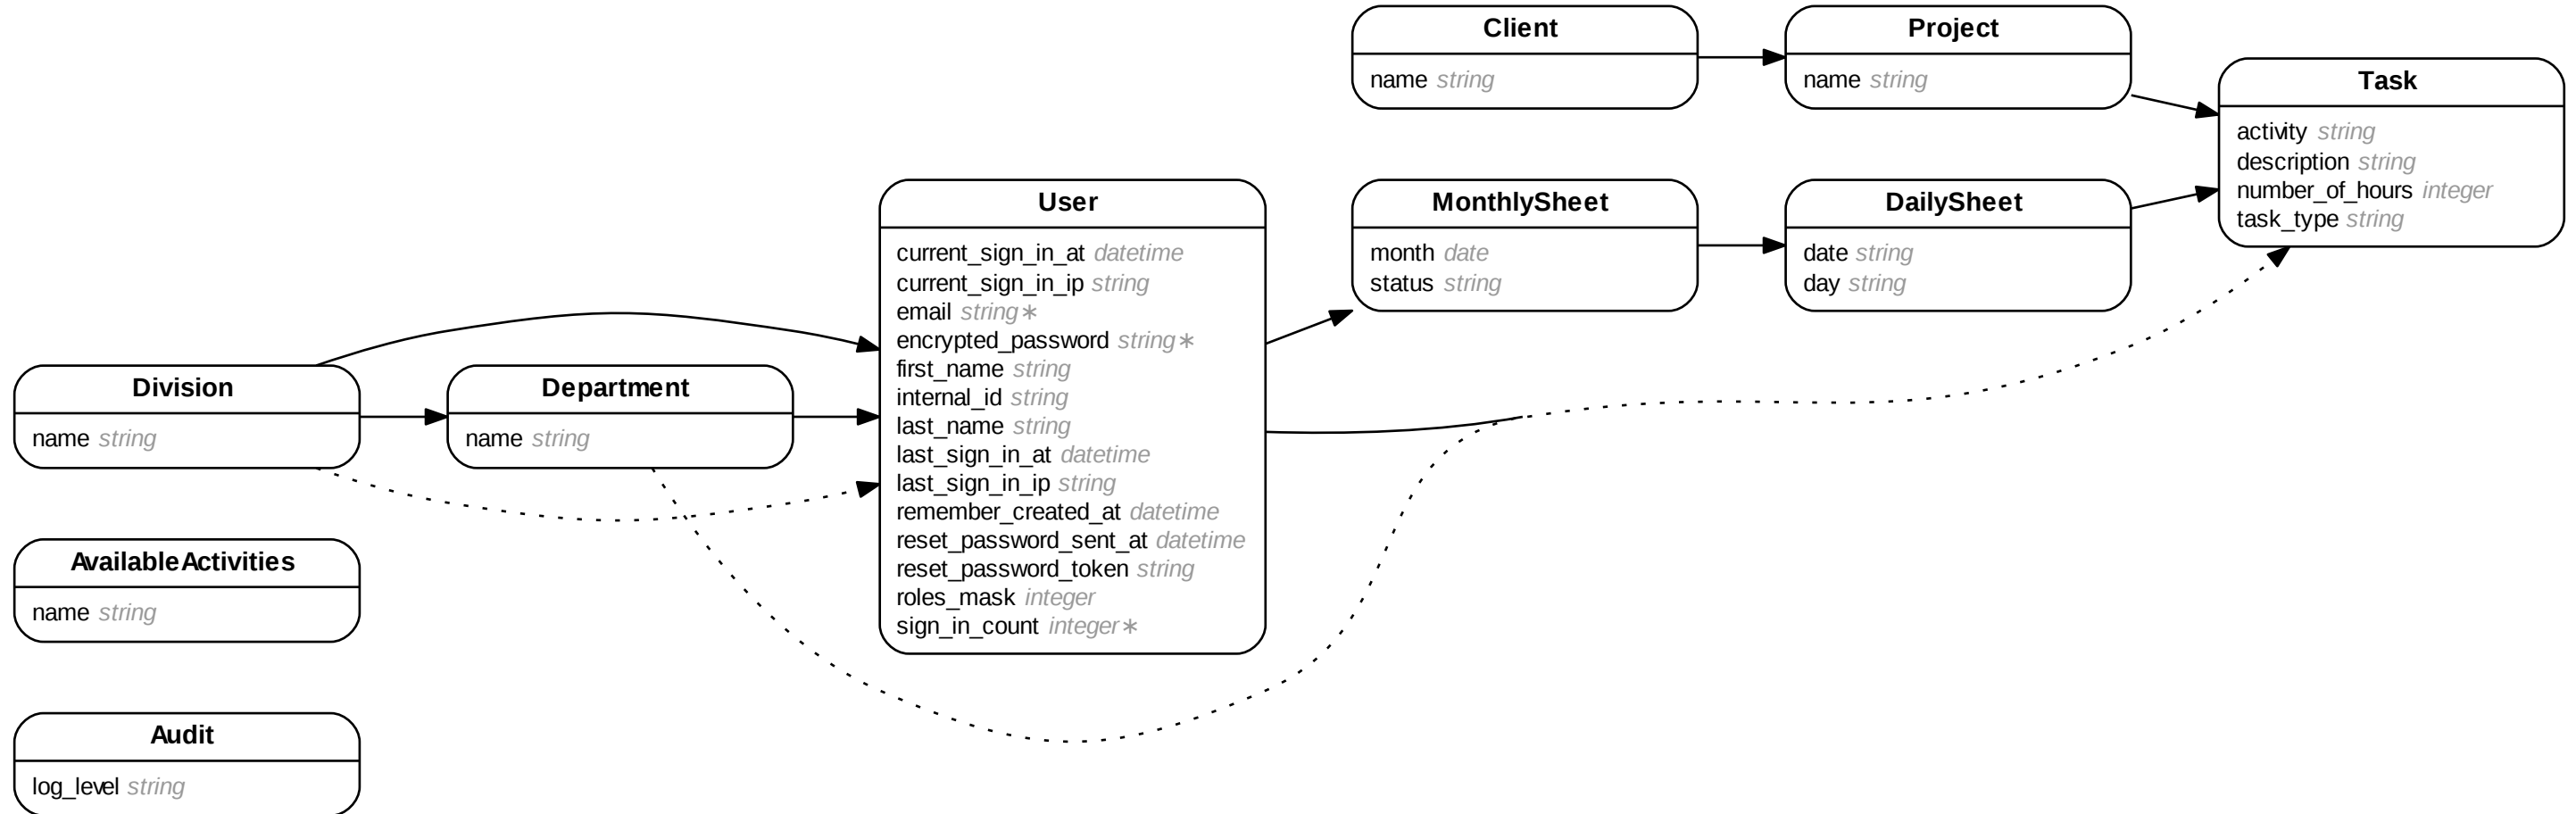 Client
name string
Project
name string
Task
activity string
description string
number_of_hours integer
task_type string
User
current_sign_in_at datetime
current_sign_in_ip string
email string∗
encrypted_password string∗
first_name string
internal_id string
last_name string
last_sign_in_at datetime
last_sign_in_ip string
remember_created_at datetime
reset_password_sent_at datetime
reset_password_token string
roles_mask integer
sign_in_count integer∗
MonthlySheet
month date
status string
DailySheet
date string
day string
Division
name string
Department
name string
AvailableActivities
name string
Audit
log_level string